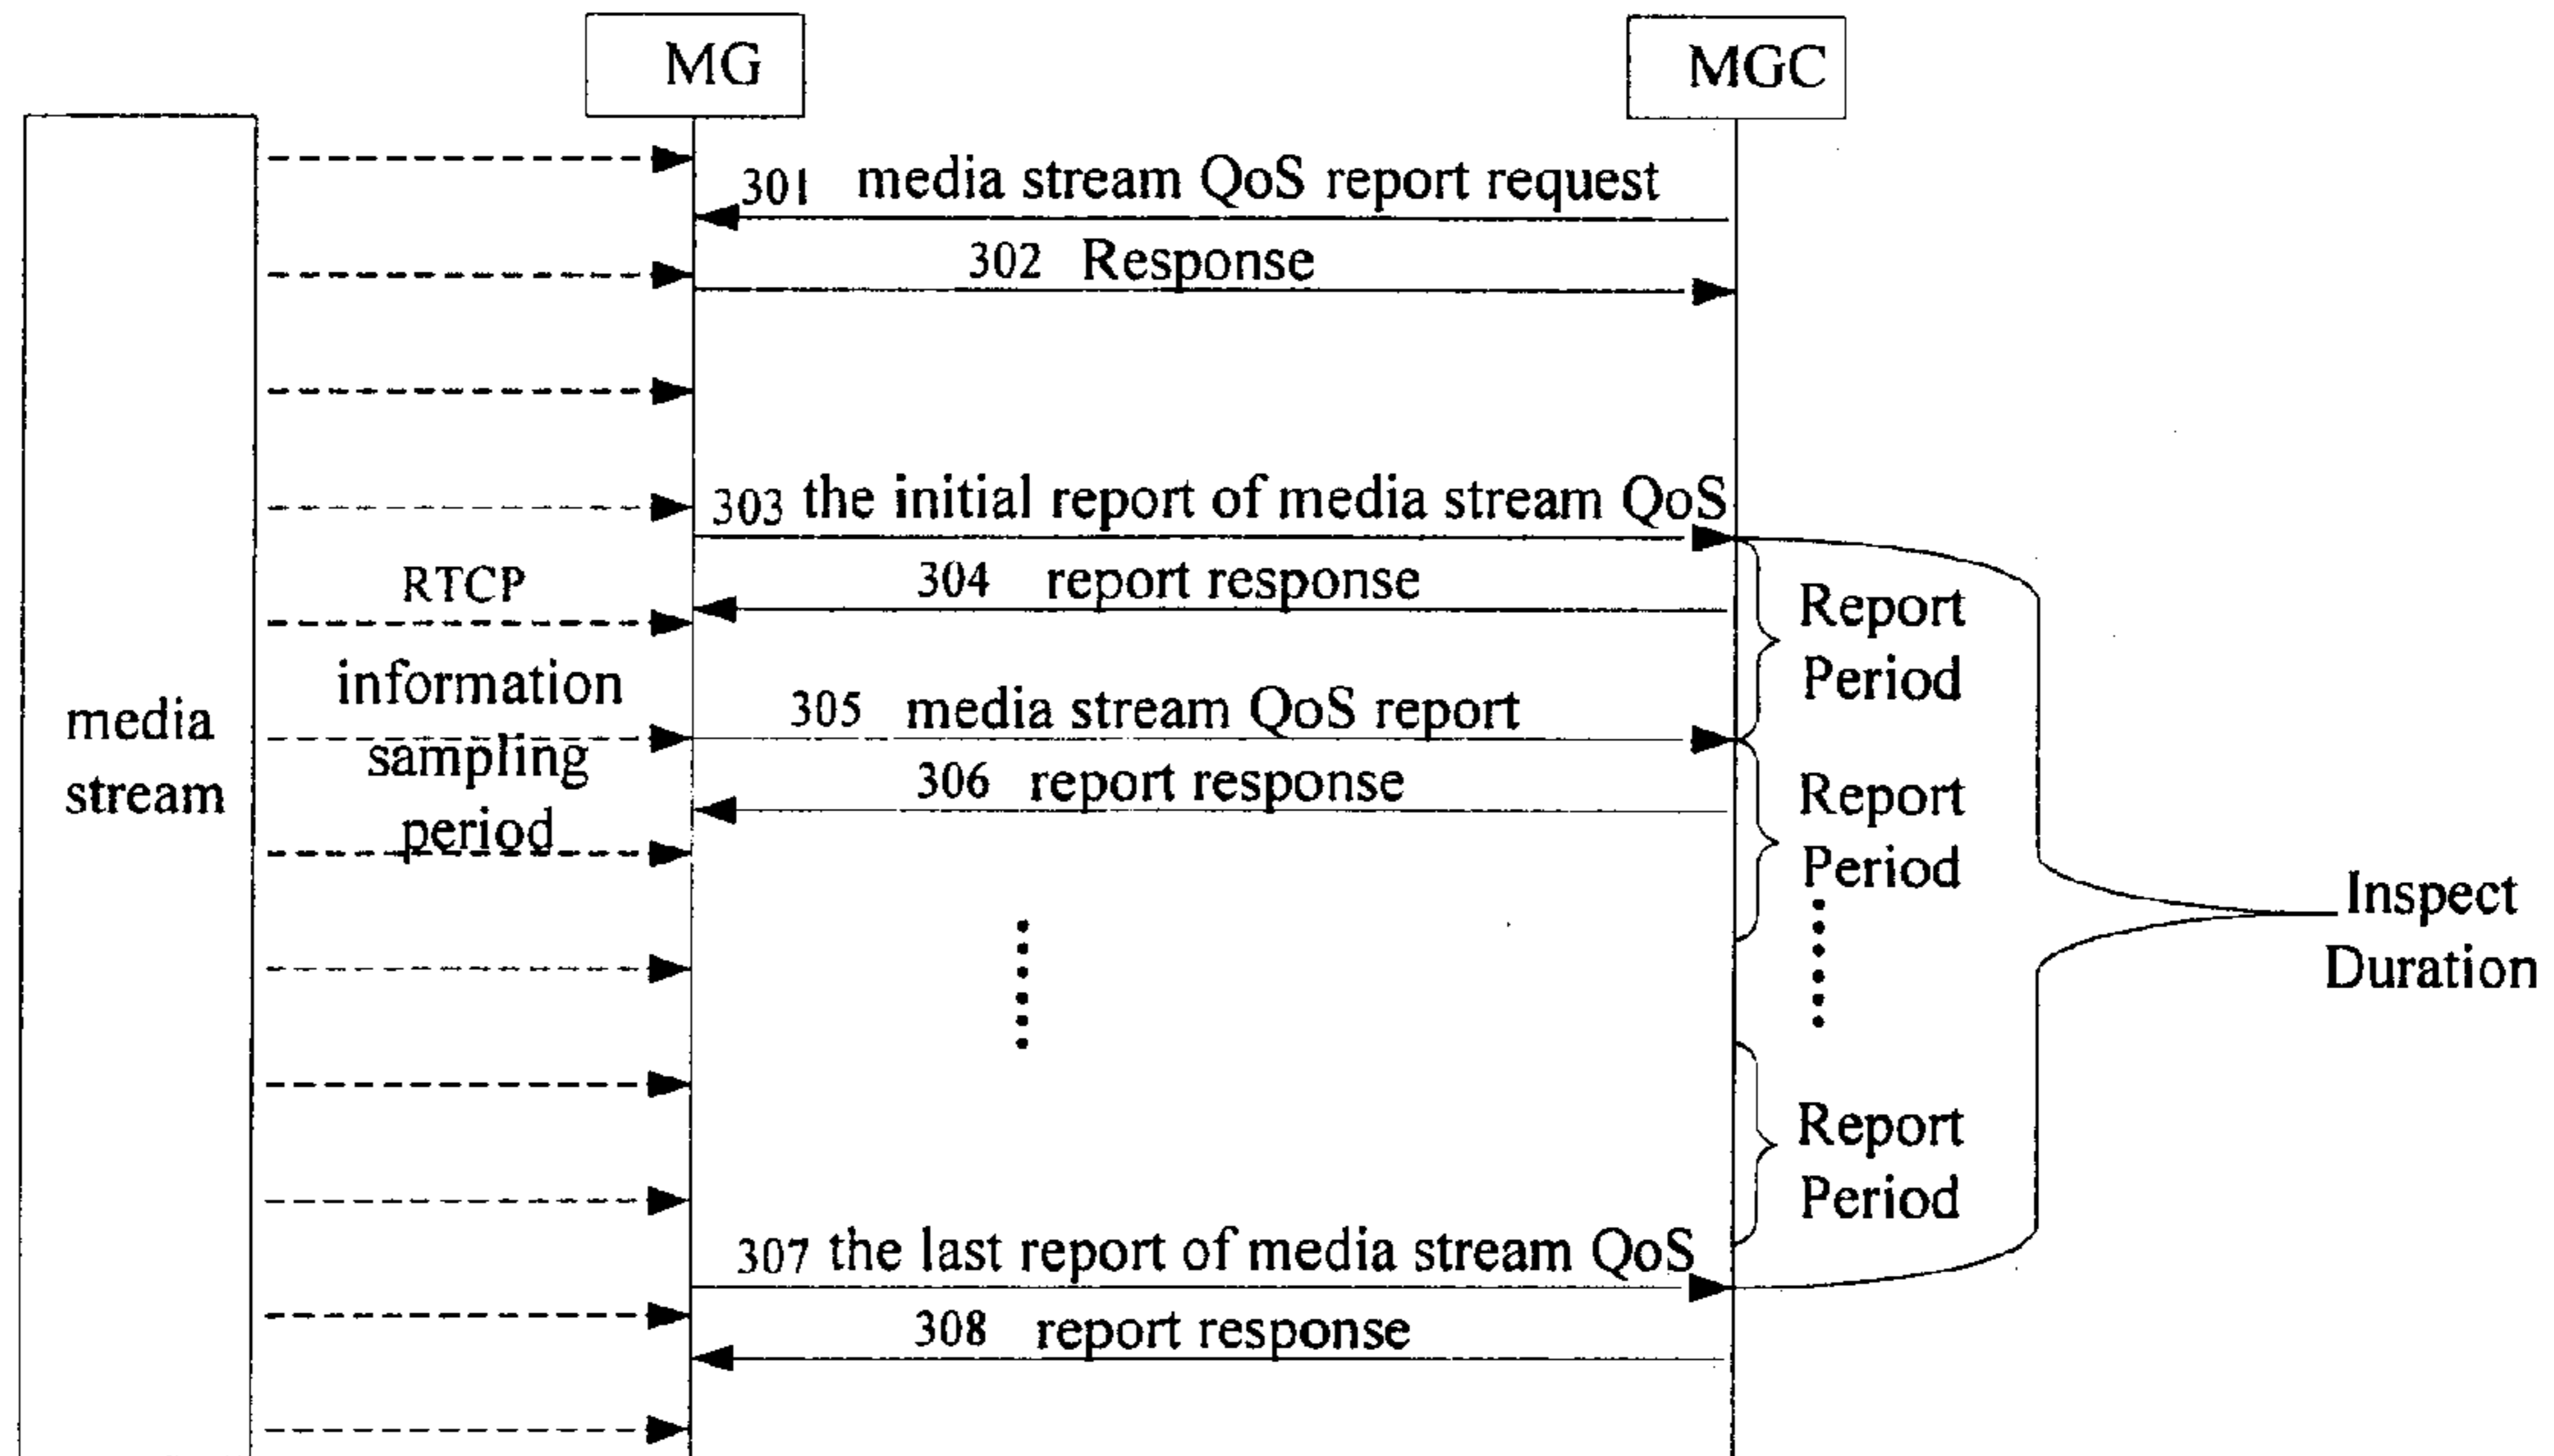 MG
MGC
301 media stream QoS report request
302 Response
303 the initial report of media stream QoS
RTCP
304 report response
Report
Period
information
sampling
period
305 media stream QoS report
media
stream
306 report response
Report
Period
Inspect
Duration
Report
Period
307 the last report of media stream QoS
308 report response